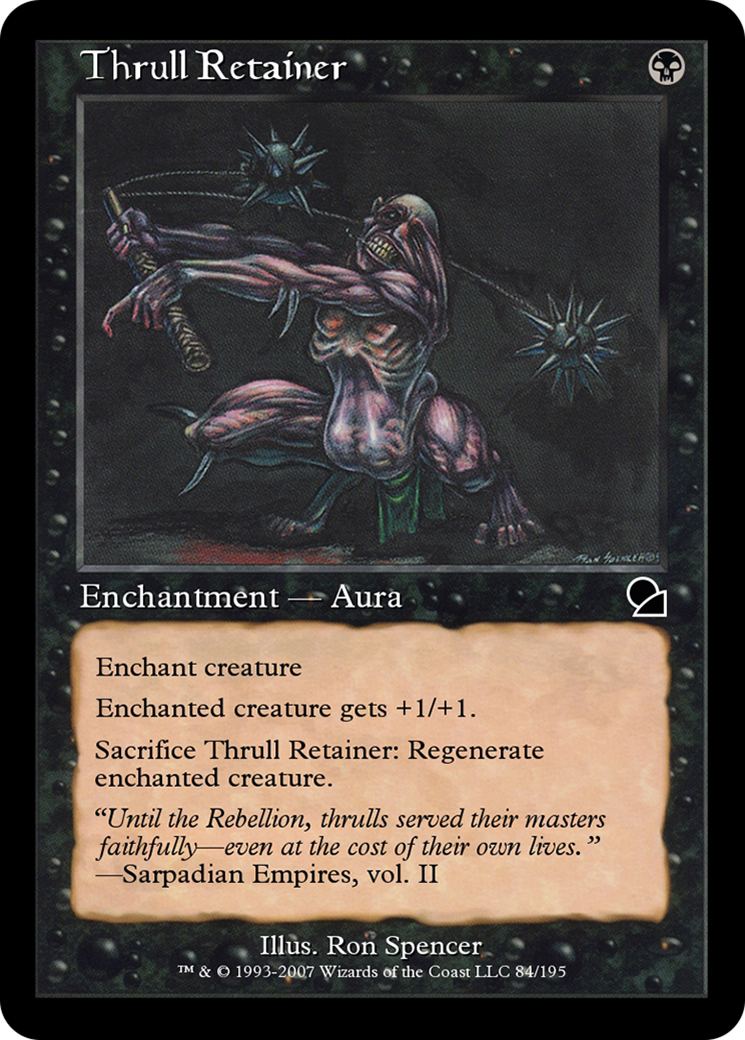 Thrull Retainer
Enchantment — Aura
Enchant creature
Enchanted creature gets +1/+1.
Sacrifice Thrull Retainer: Regenerate
enchanted creature.
“Until the Rebellion, thrulls served their masters
faithfully—even at the cost of their own lives.”
—Sarpadian Empires, vol. II
Illus. Ron Spencer
™ & © 1993-2007 Wizards of the Coast LLC 84/195